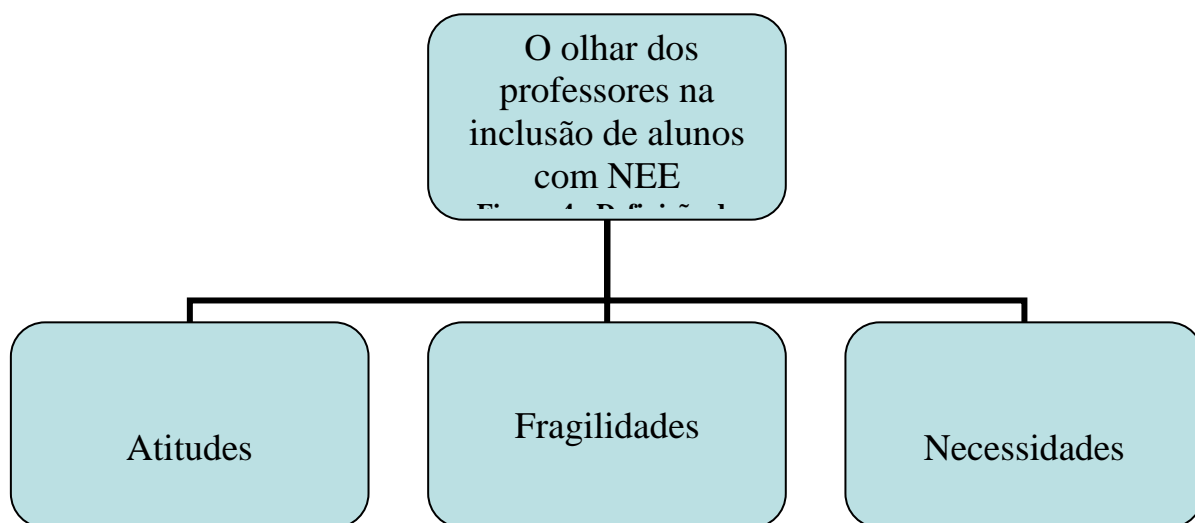 O olhar dos
professores na
inclusão de alunos
com NEE
Atitudes
Fragilidades
Necessidades